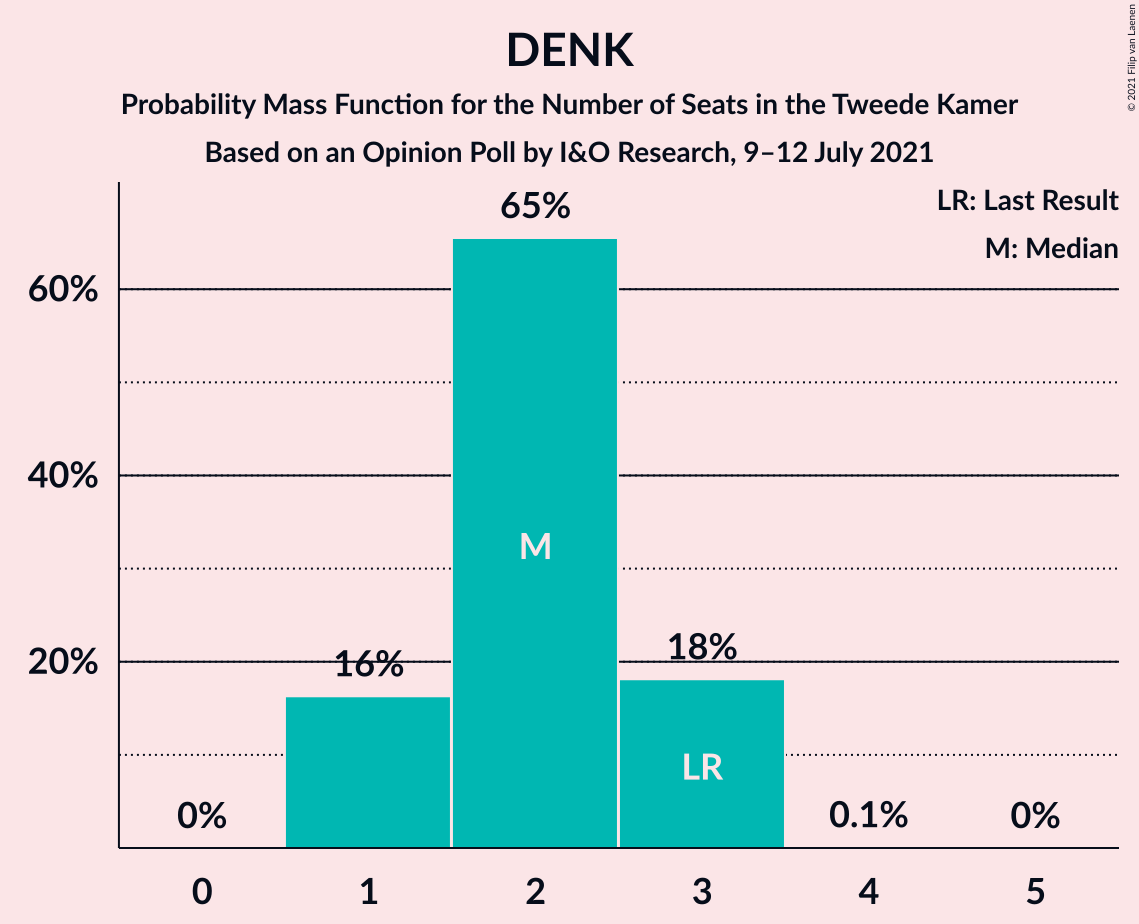 DENK
Probability Mass Function for the Number of Seats in the Tweede Kamer
Based on an Opinion Poll by I&O Research, 9–12 July 2021
© 2021 Filip van Laenen
LR: Last Result
M: Median
65%
60%
40%
M
20%
16%
18%
LR
0%
0.1%
0%
0 1 2 3 4 5